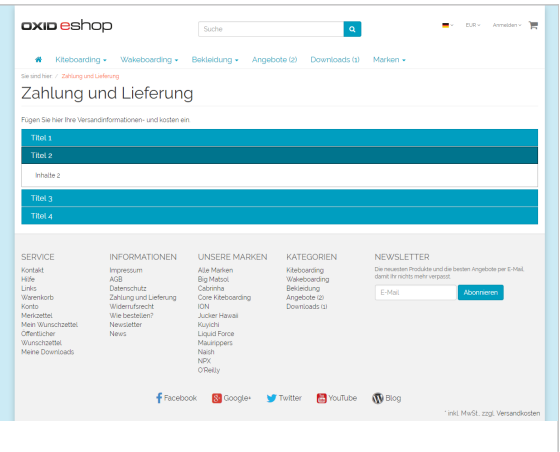 OXID eshop
Suche
EUR
Anmelden
Kiteboarding
Wakeboarding
Bekleidung
Angebote (2)
Downloads (1)
Marken
Sie sind hier / Zahlung und Lieferung
Zahlung und Lieferung
Fügen Sie hier Ihre Versandinformationen- und kosten ein.
Titel 1
Titel 2
Inhalte 2
Titel 3
Titel 4
SERVICE
Kontakt
Hilfe
Links
Warenkorb
Konto
Merkzettel
Mein Wunschzettel
Öffentlicher
Wunschzettel
Meine Downloads
INFORMATIONEN
Impressum
AGB
Datenschutz
Zahlung und Lieferung
Widerrufsrecht
Wie bestellen?
Newsletter
News
UNSERE MARKEN
Alle Marken
Big Matsol
Cabrinha
Core Kiteboarding
ION
Jucker Hawaii
Kuyichi
Liquid Force
Mauirippers
Naish
NPX
O'Reilly
KATEGORIEN
Kiteboarding
Wakeboarding
Bekleidung
Angebote (2)
Downloads (1)
NEWSLETTER
Die neuesten Produkte und die besten Angebote per E-Mail,
damit Ihr nichts mehr verpasst.
E-Mail
Abonnieren
Facebook
Google+
Twitter
YouTube
Blog
* inkl. MwSt., zzgl. Versandkosten